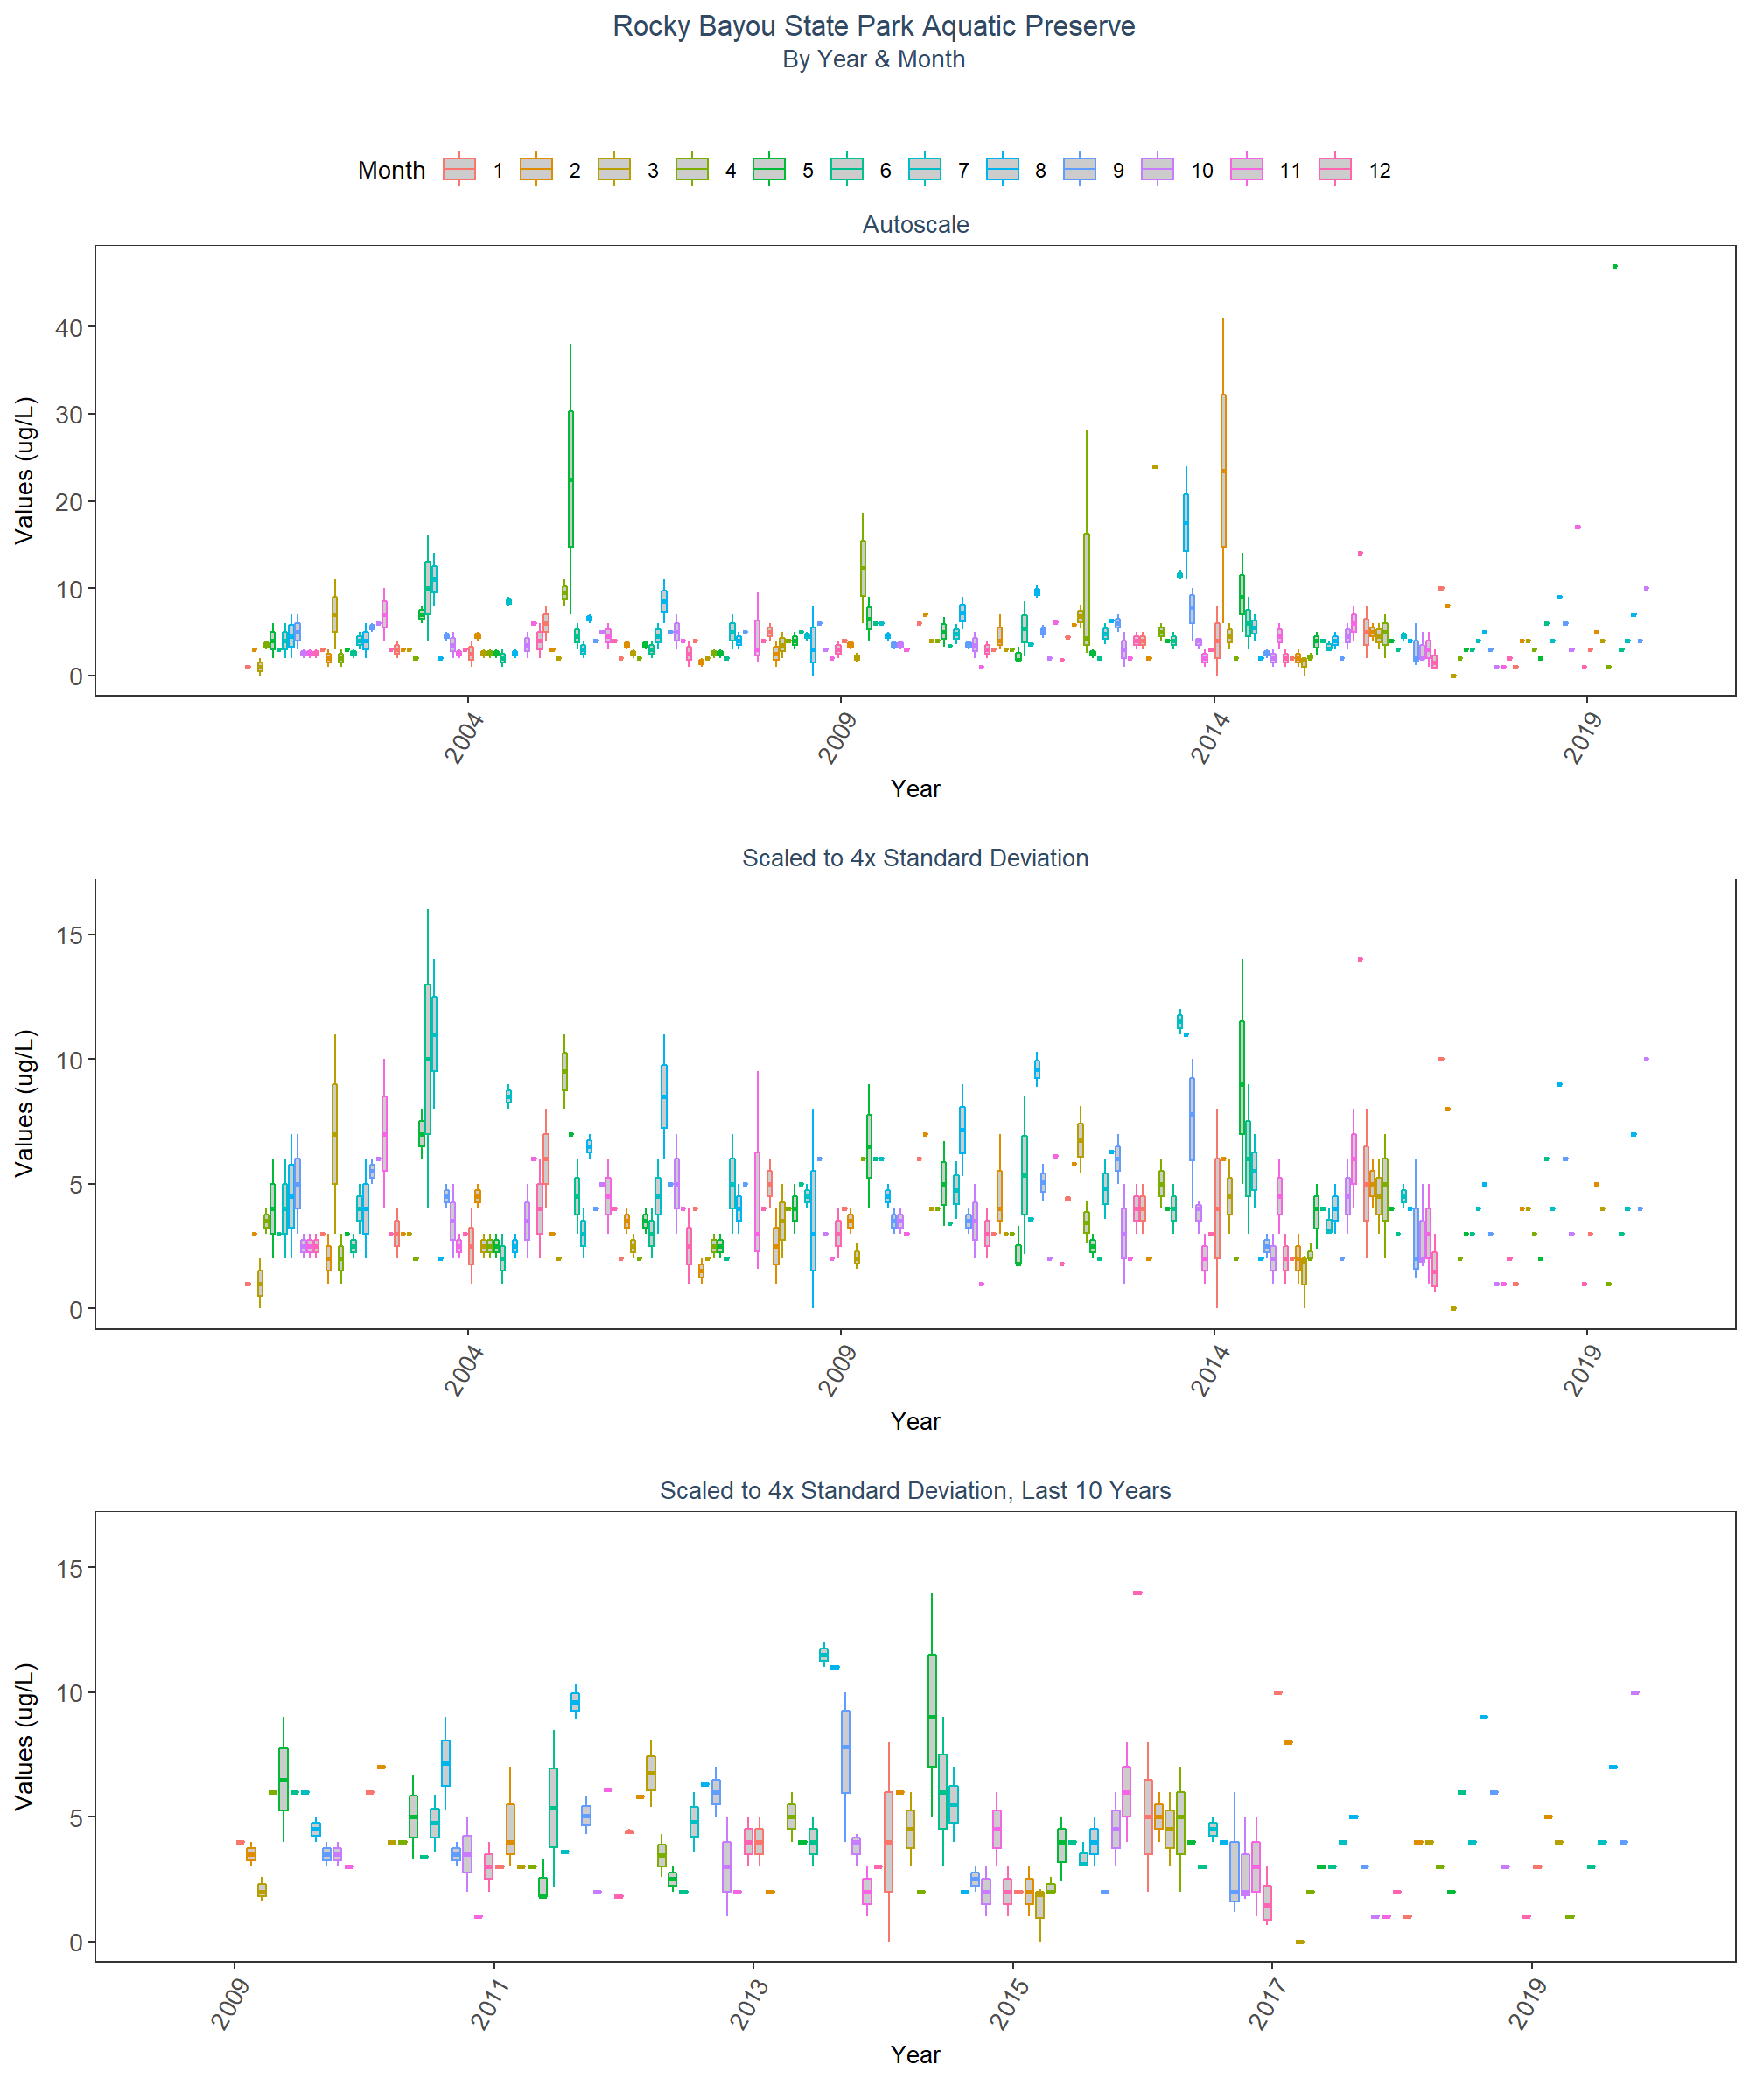 Rocky Bayou State Park Aquatic Preserve
By Year & Month
Month 1 2 3 4 5 6 7 8 9 10 11 12
Autoscale
Values (ug/L)
40
30
20
10
0
2004 2009 2014 2019
Year
Scaled to 4x Standard Deviation
Values (ug/L)
15
10
5
0
2004 2009 2014 2019
Year
Scaled to 4x Standard Deviation, Last 10 Years
Values (ug/L)
15
10
5
0
2009 2011 2013 2015 2017 2019
Year